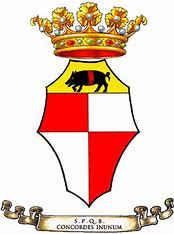 S. P. Q. B.
CONCORDES INUNUM